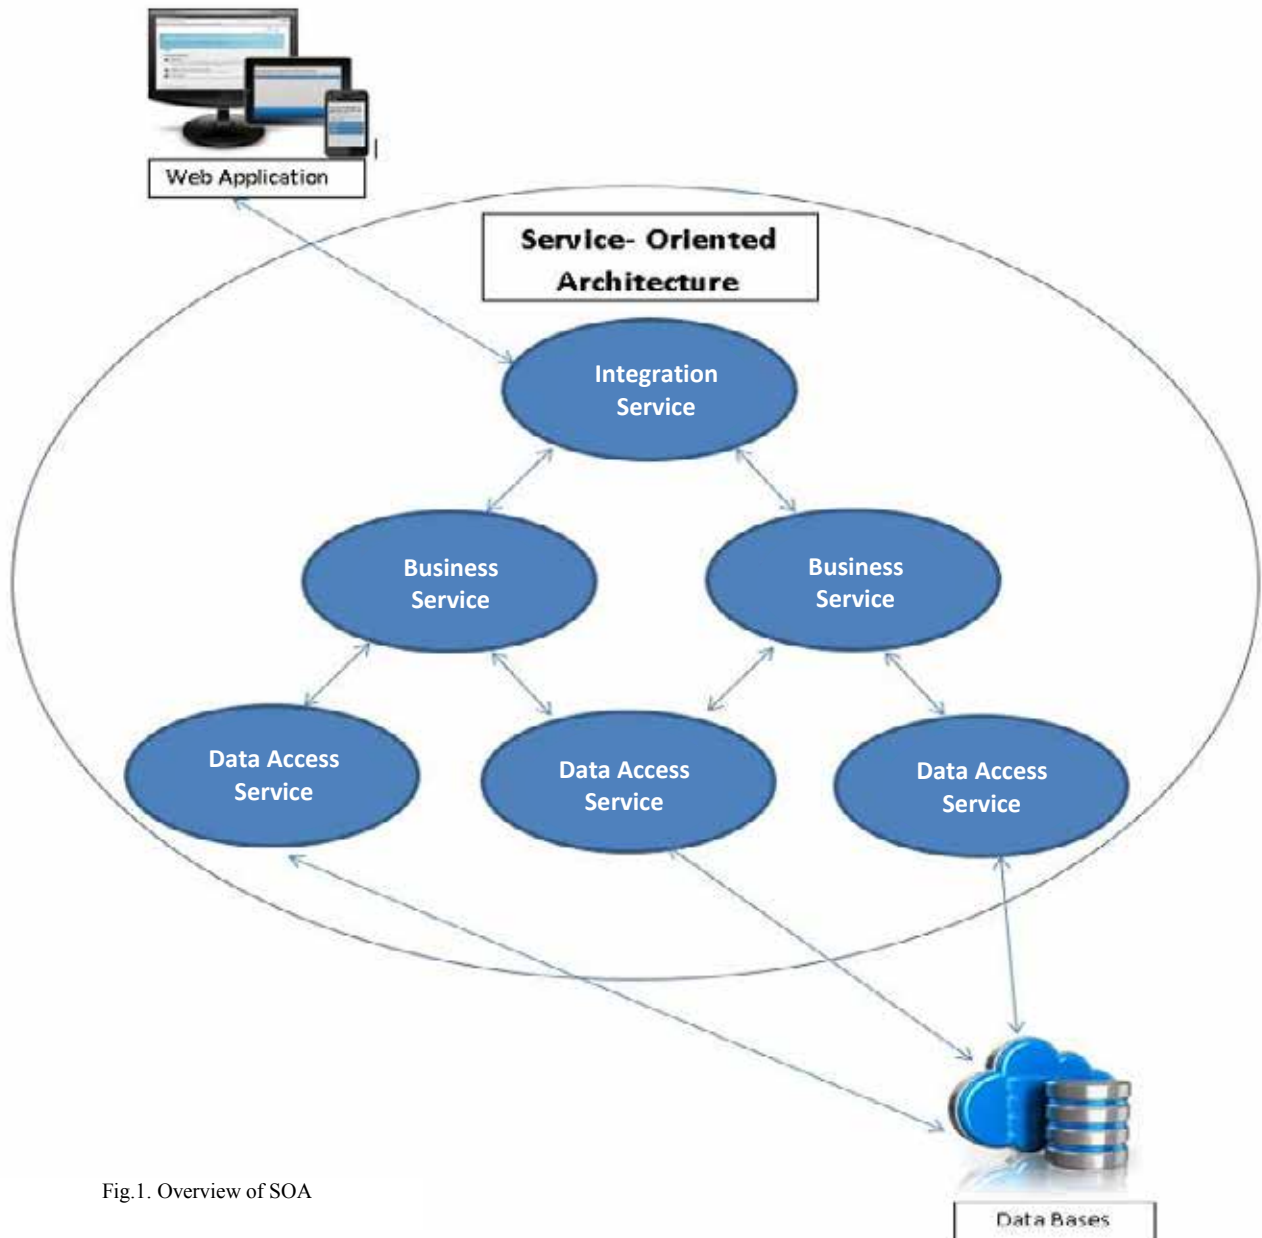 Web Application
Service- Oriented
Architecture
Integration
Service
Business
Service
Business
Service
Data Access
Service
Data Access
Service
Data Access
Service
Fig.1. Overview of SOA
Data Bases